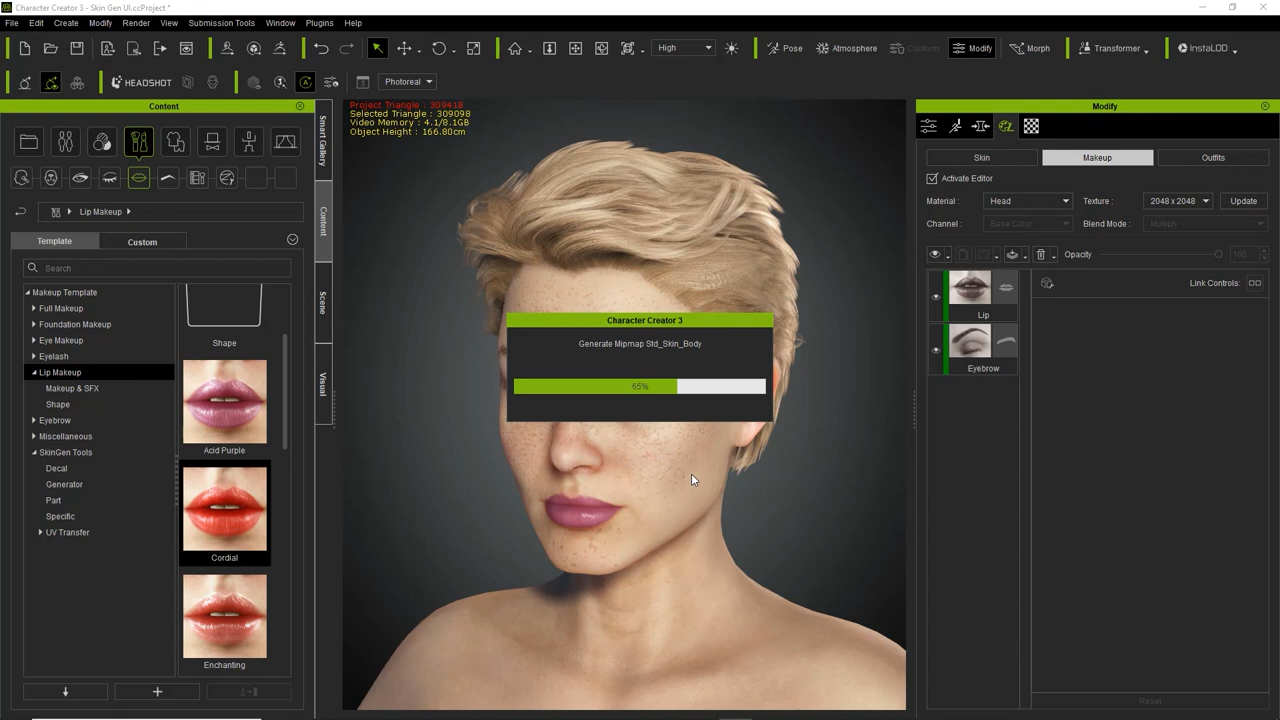 Character Creator 3 - Skin Gen UI.ccProject *
File Edit Create Modify Render View Submission Tools Window Plugins Help
High Pose Atmosphere Conform Modify Morph Transformer InstaLOD
HEADSHOT Photoreal
Content
Project Triangle : 309418
Selected Triangle : 309098
Video Memory : 4.1/8.1GB
Object Height : 166.80cm
Smart Gallery
Content
Scene
Visual
Lip Makeup
Template Custom
Search
Makeup Template
Full Makeup
Foundation Makeup
Eye Makeup
Eyelash
Lip Makeup
Makeup & SFX
Shape
Eyebrow
Miscellaneous
SkinGen Tools
Decal
Generator
Part
Specific
UV Transfer
Shape
Acid Purple
Cordial
Enchanting
Character Creator 3
Generate Mipmap Std_Skin_Body
65%
Modify
Skin Makeup Outfits
Activate Editor
Material : Head Texture : 2048 x 2048 Update
Channel : Base Color Blend Mode : Multiply
Opacity 100
Lip
Eyebrow
Link Controls:
Reset